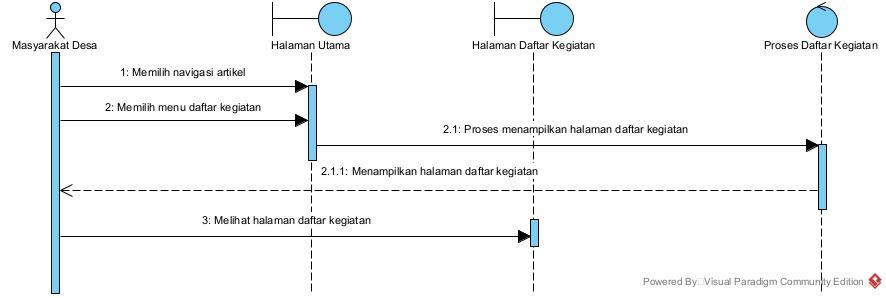 Masyarakat Desa
Halaman Utama
Halaman Daftar Kegiatan
Proses Daftar Kegiatan
1: Memilih navigasi artikel
2: Memilih menu daftar kegiatan
2.1: Proses menampilkan halaman daftar kegiatan
2.1.1: Menampilkan halaman daftar kegiatan
3: Melihat halaman daftar kegiatan
Powered By Visual Paradigm Community Edition